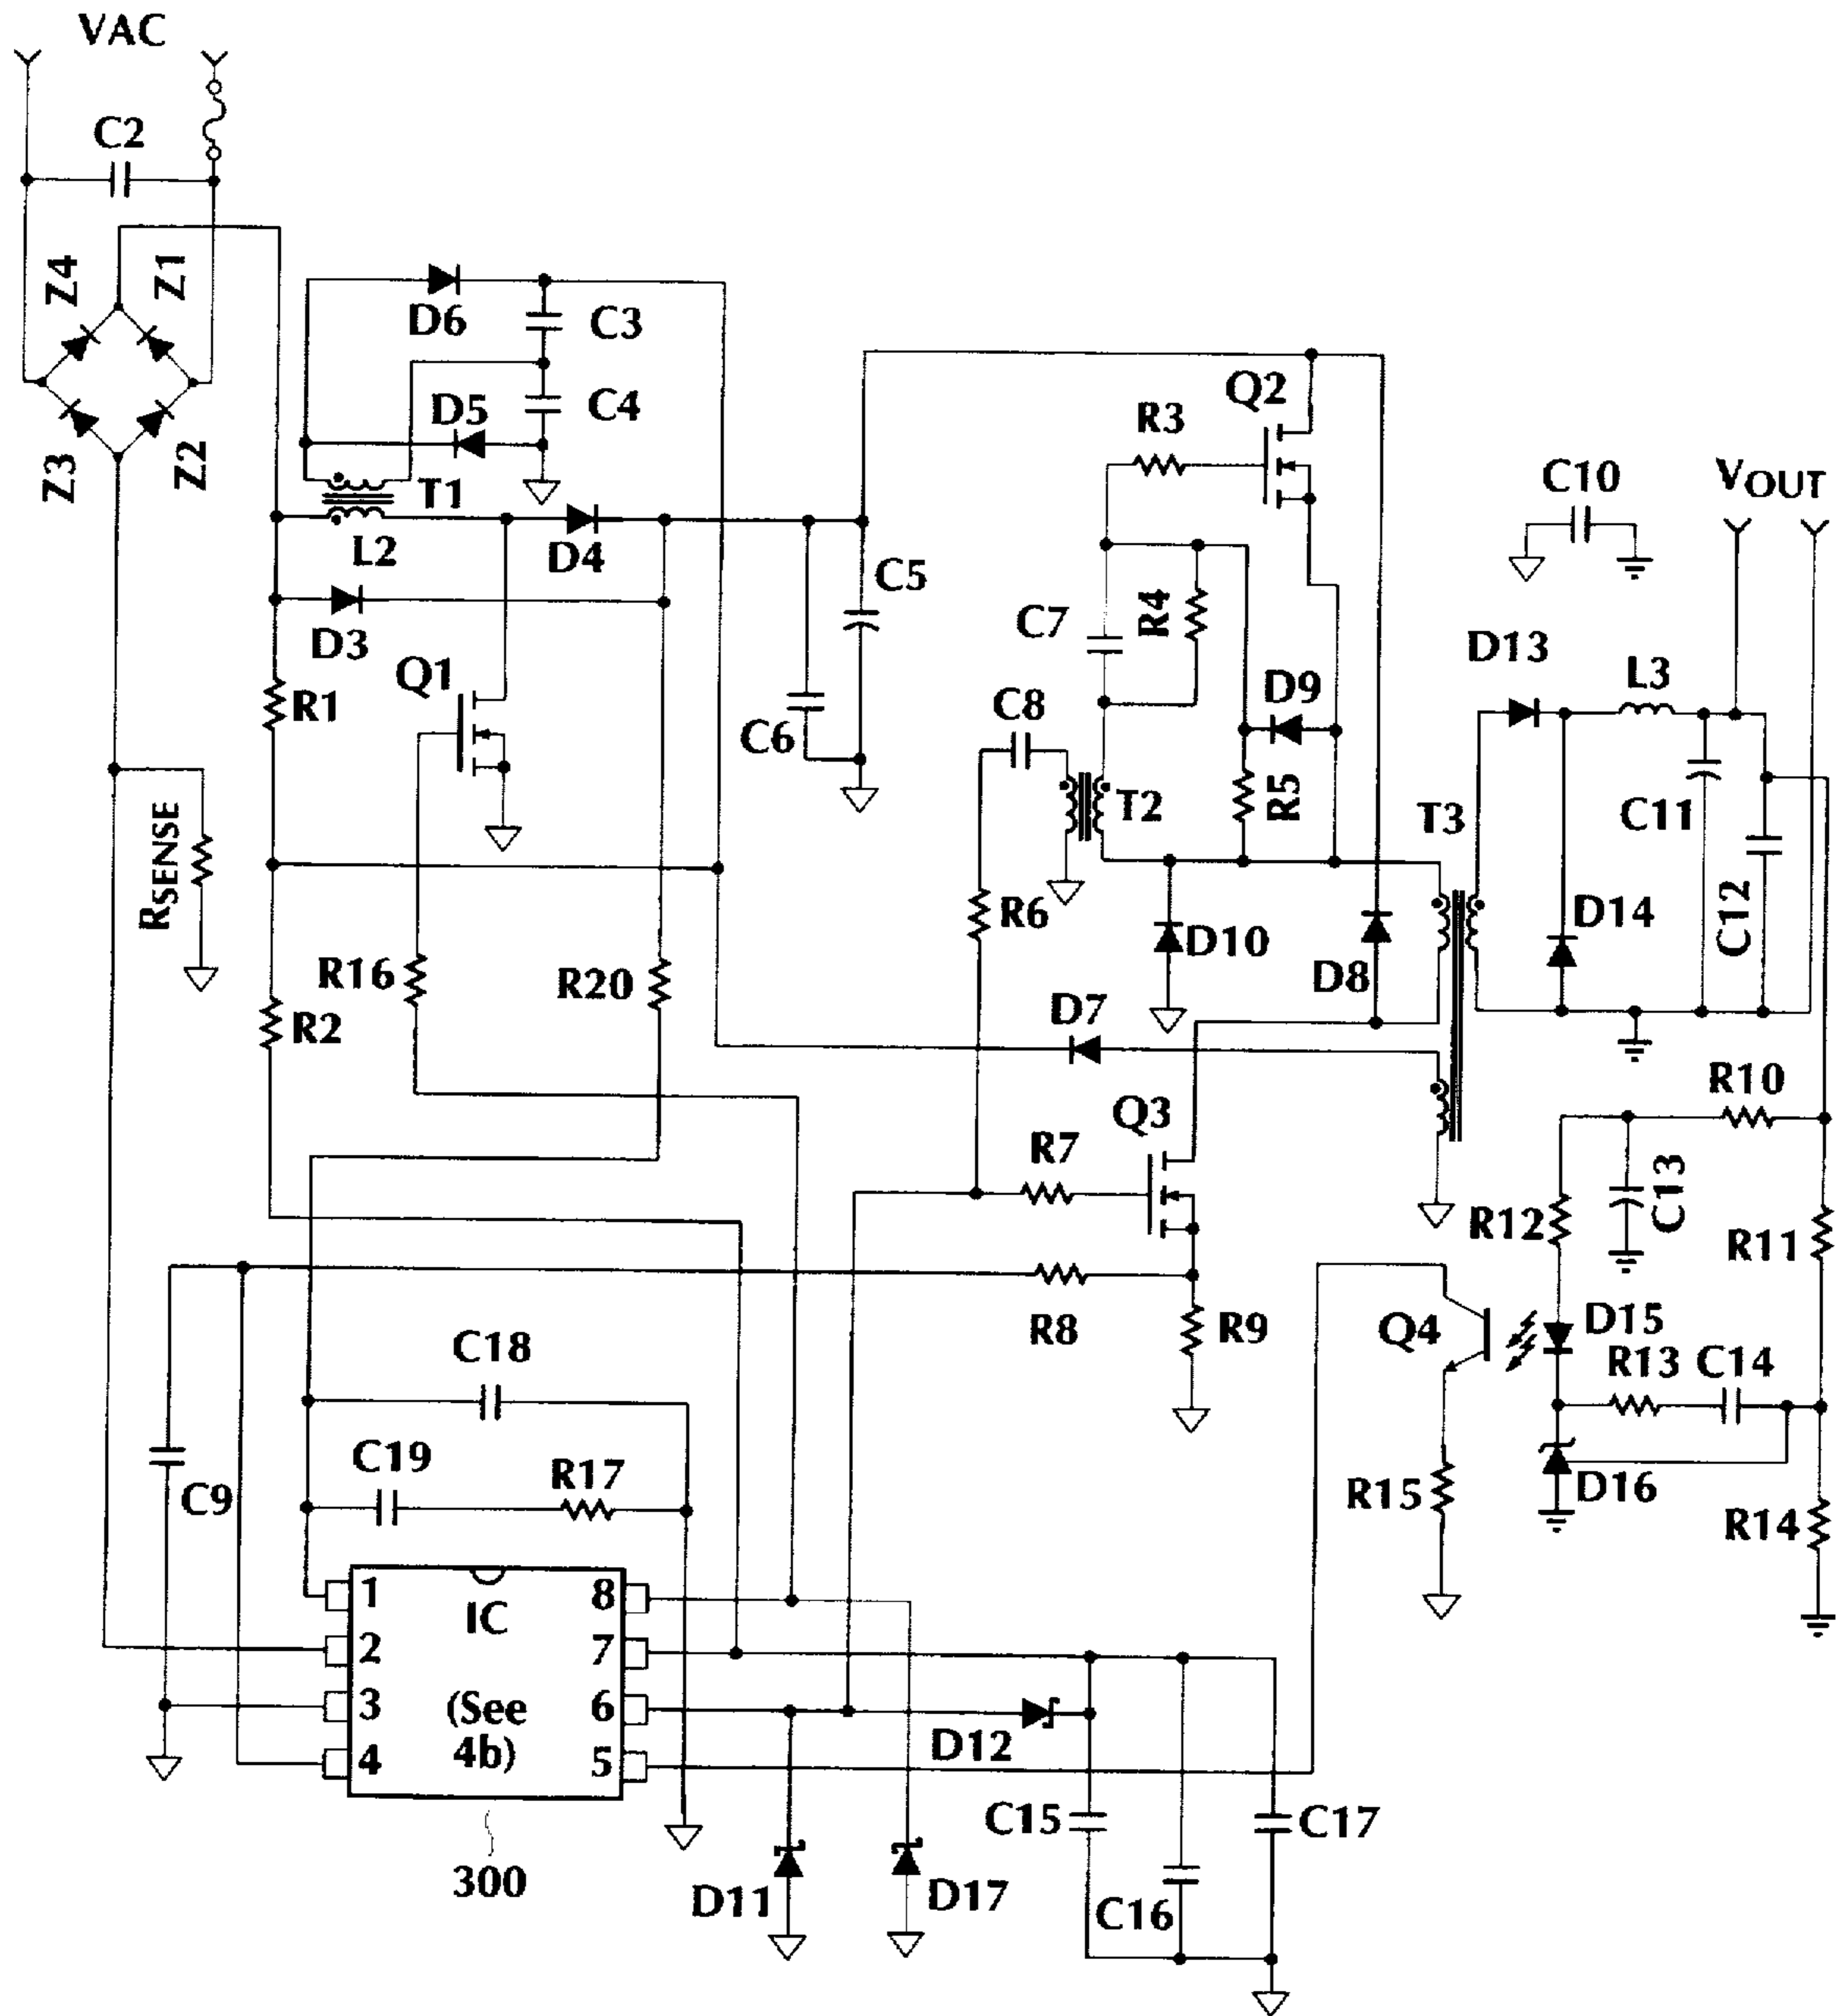 VAC
C2
Z4
Z1
Z3
Z2
D6
C3
D5
C4
T1
L2
D4
D3
R1
Q1
C6
C5
RSENSE
R16
R20
R2
R3
Q2
C7
R4
C8
D9
T2
R5
R6
D10
D8
D7
C10
VOUT
D13
L3
C11
T3
C12
D14
R10
Q3
R7
R8
R9
R12
C13
R11
Q4
D15
R13
C14
R15
D16
R14
C18
C19
R17
C9
1
8
IC
2
7
3
(See
6
4b)
4
5
300
D12
D11
D17
C15
C16
C17